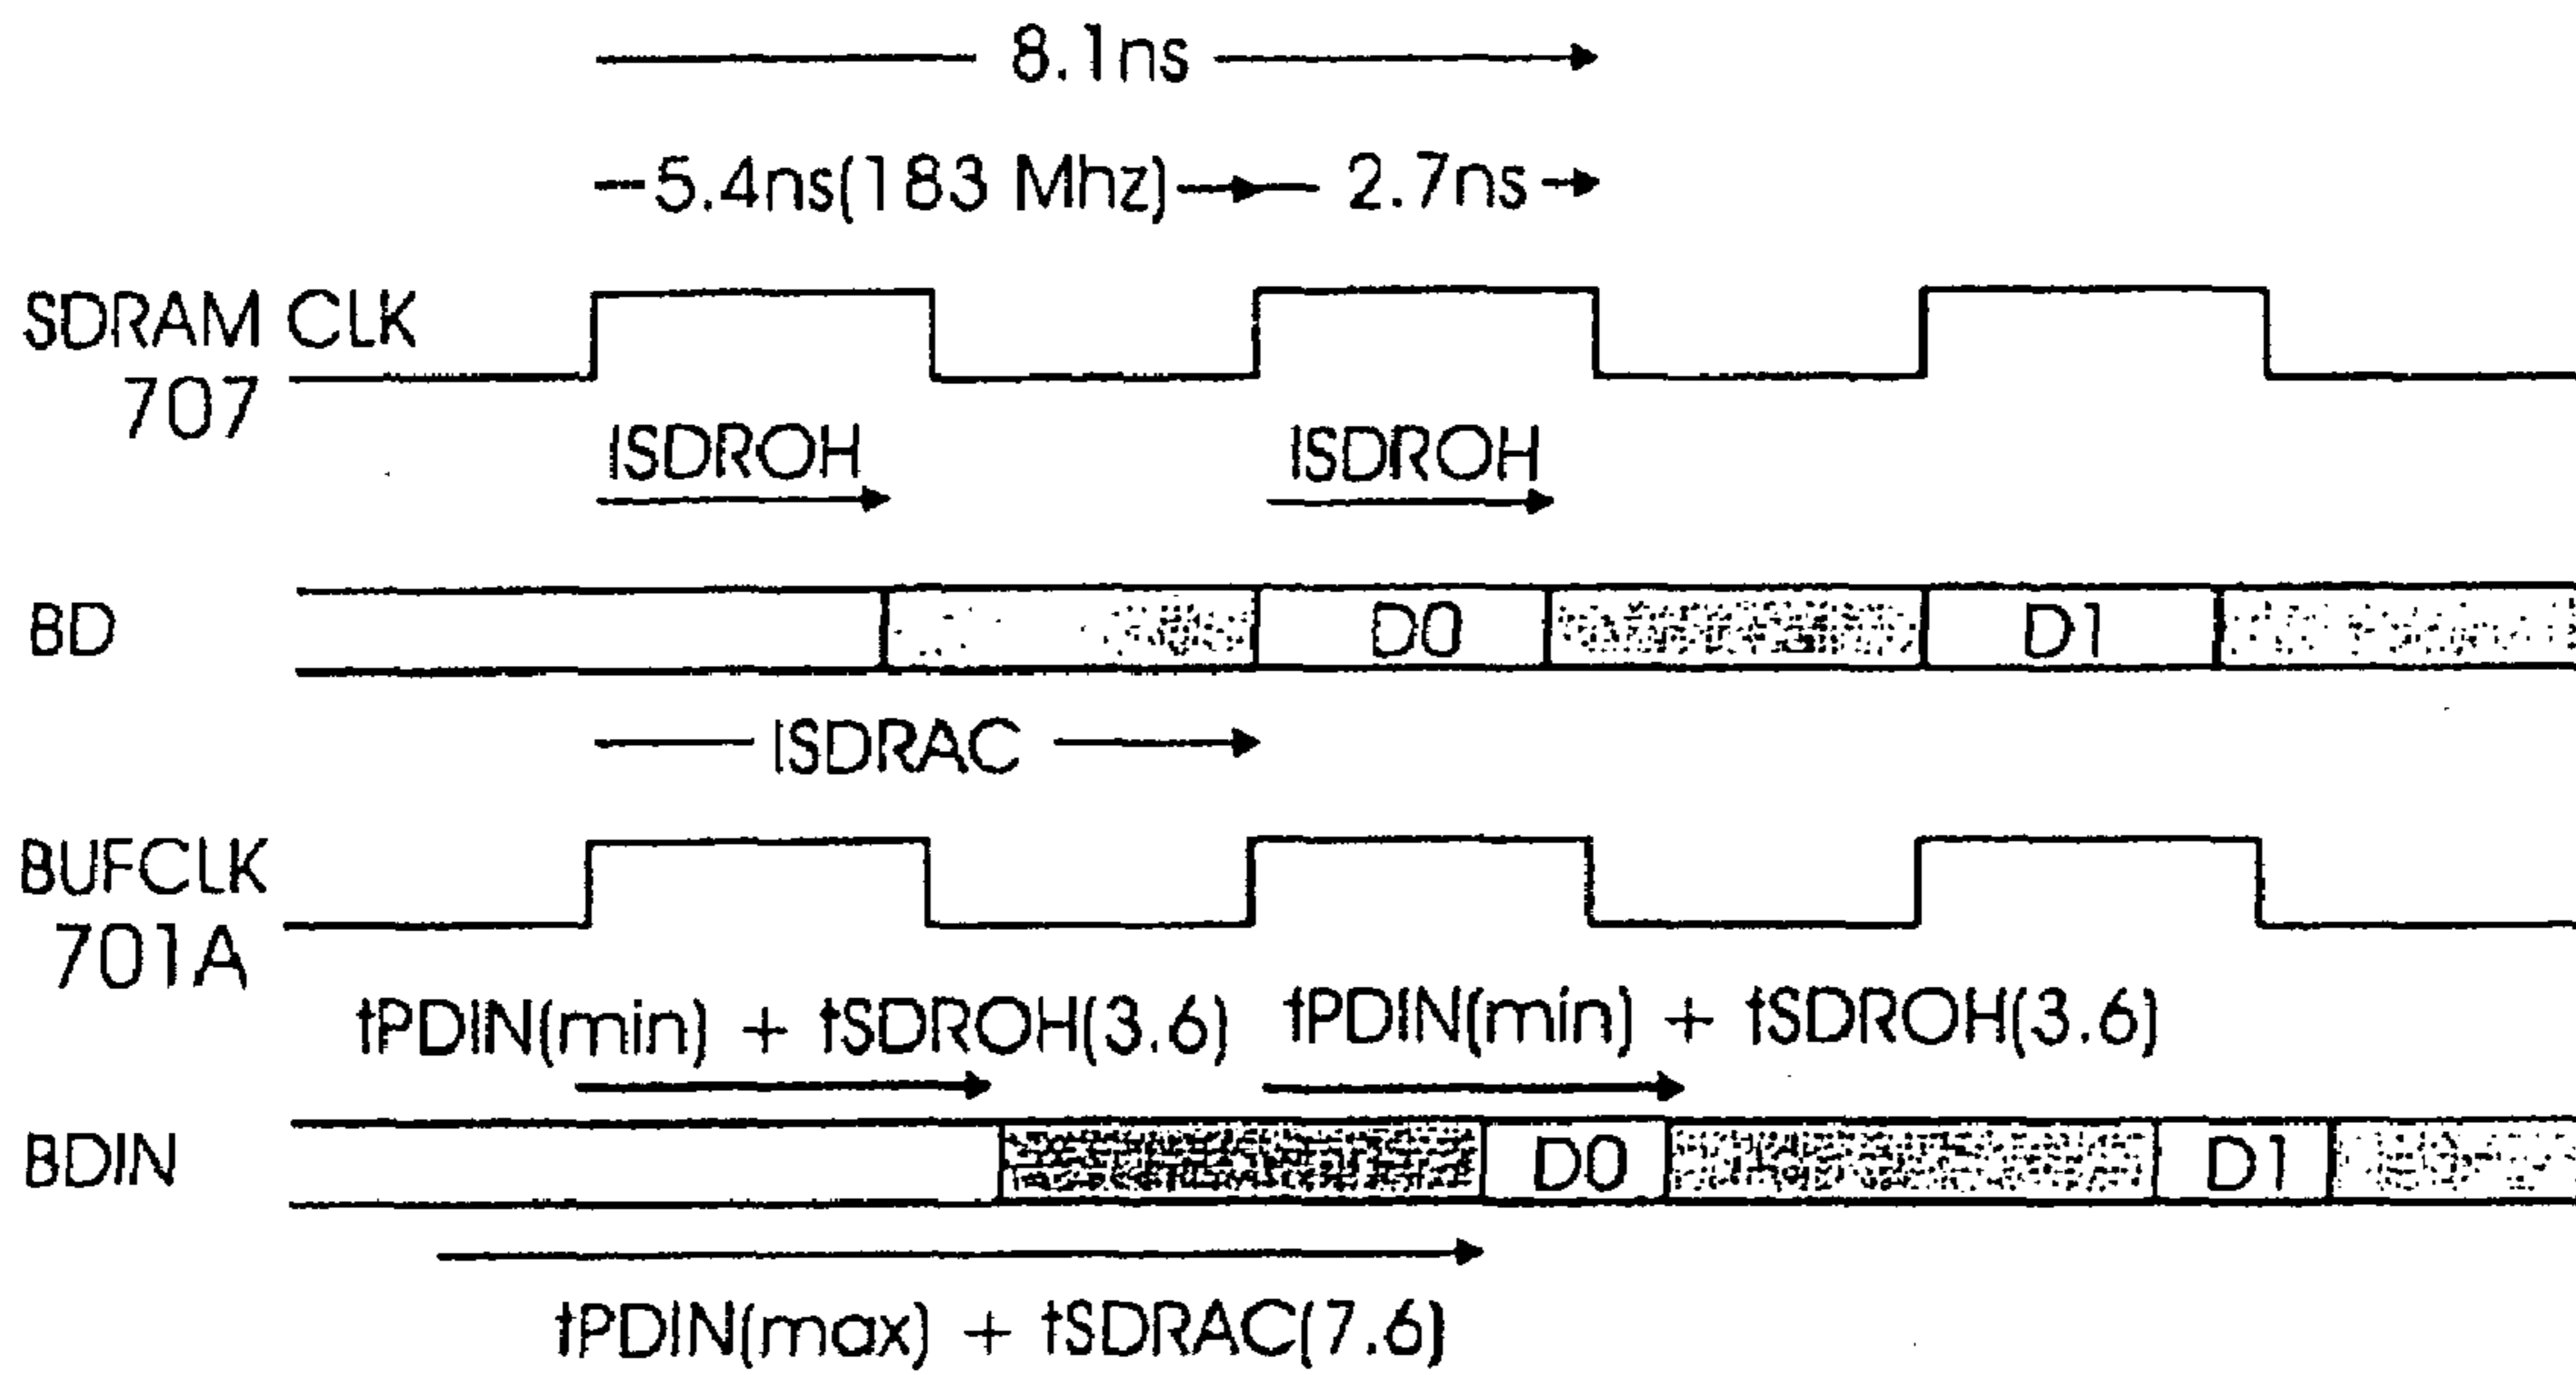 8.1ns
5.4ns(183 Mhz) 2.7ns
SDRAM CLK
707
tSDROH tSDROH
BD D0 D1
tSDRAC
BUFCLK
701A
tPDIN(min) + tSDROH(3.6) tPDIN(min) + tSDROH(3.6)
BDIN D0 D1
tPDIN(max) + tSDRAC(7.6)